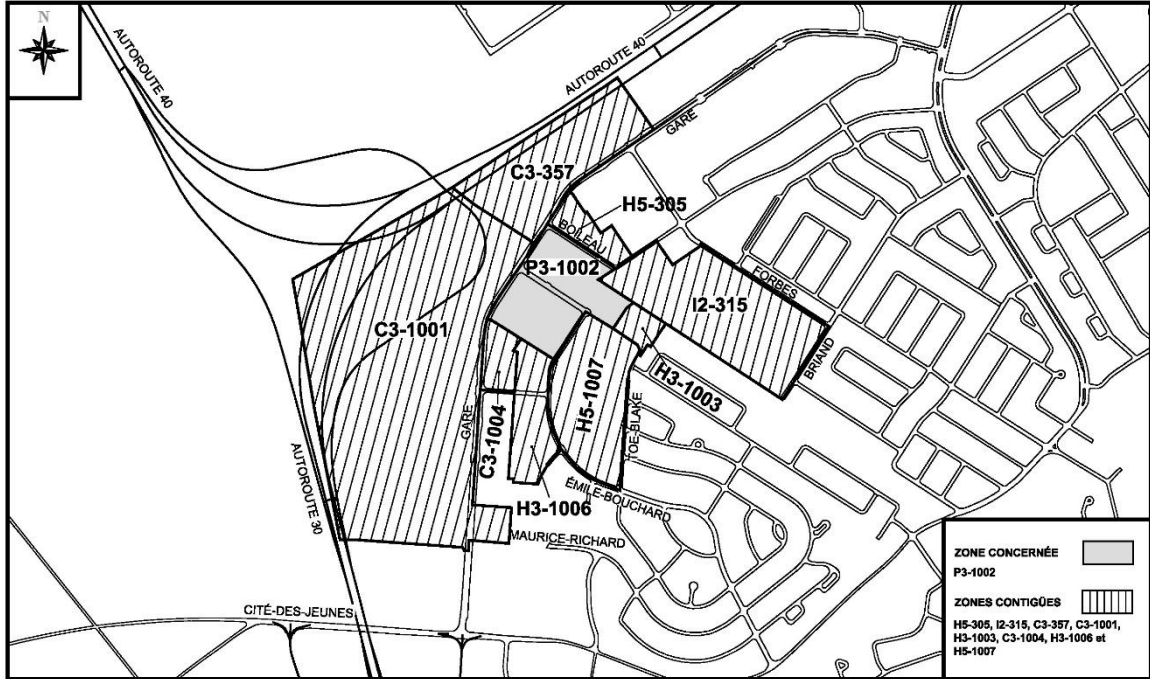 N
AUTOROUTE 40
AUTOROUTE 40
GARE
C3-357
H5-305
BOILEAU
P3-1002
FORBES
I2-315
C3-1001
BRIAND
H3-1003
H5-1007
TOE-BLAKE
GARE
C3-1004
AUTOROUTE 30
ÉMILE-BOUCHARD
H3-1006
MAURICE-RICHARD
CITÉ-DES-JEUNES
ZONE CONCERNÉE
P3-1002
ZONES CONTIGÜES
H5-305, I2-315, C3-357, C3-1001,
H3-1003, C3-1004, H3-1006 et
H5-1007